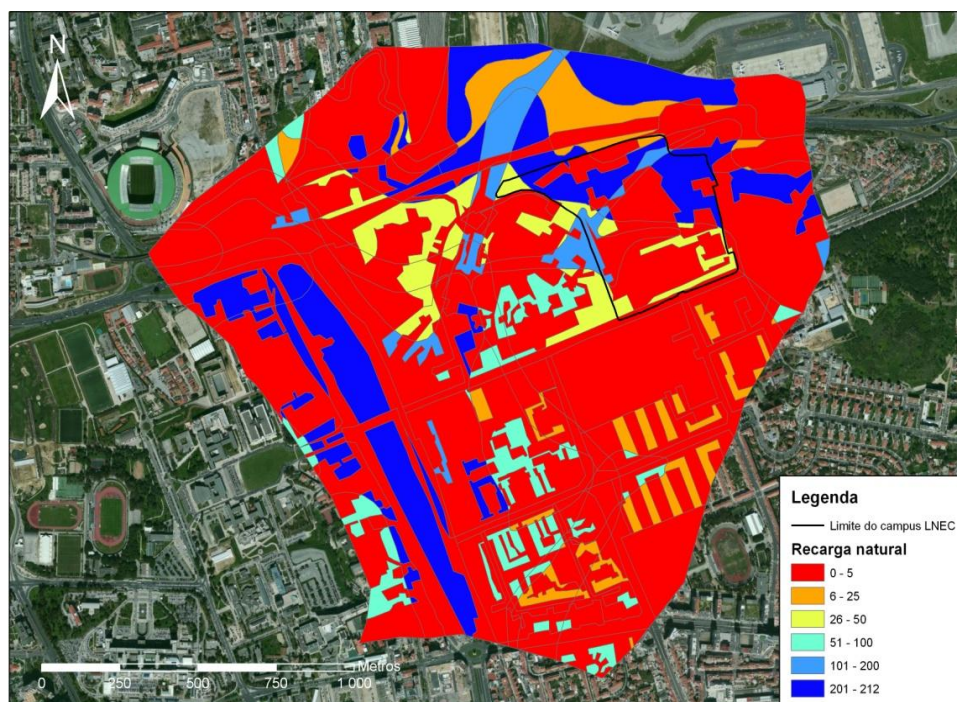 N
Legenda
Limite do campus LNEC
Recarga natural
0 - 5
6 - 25
26 - 50
51 - 100
101 - 200
201 - 212
Metros
0 250 500 750 1 000